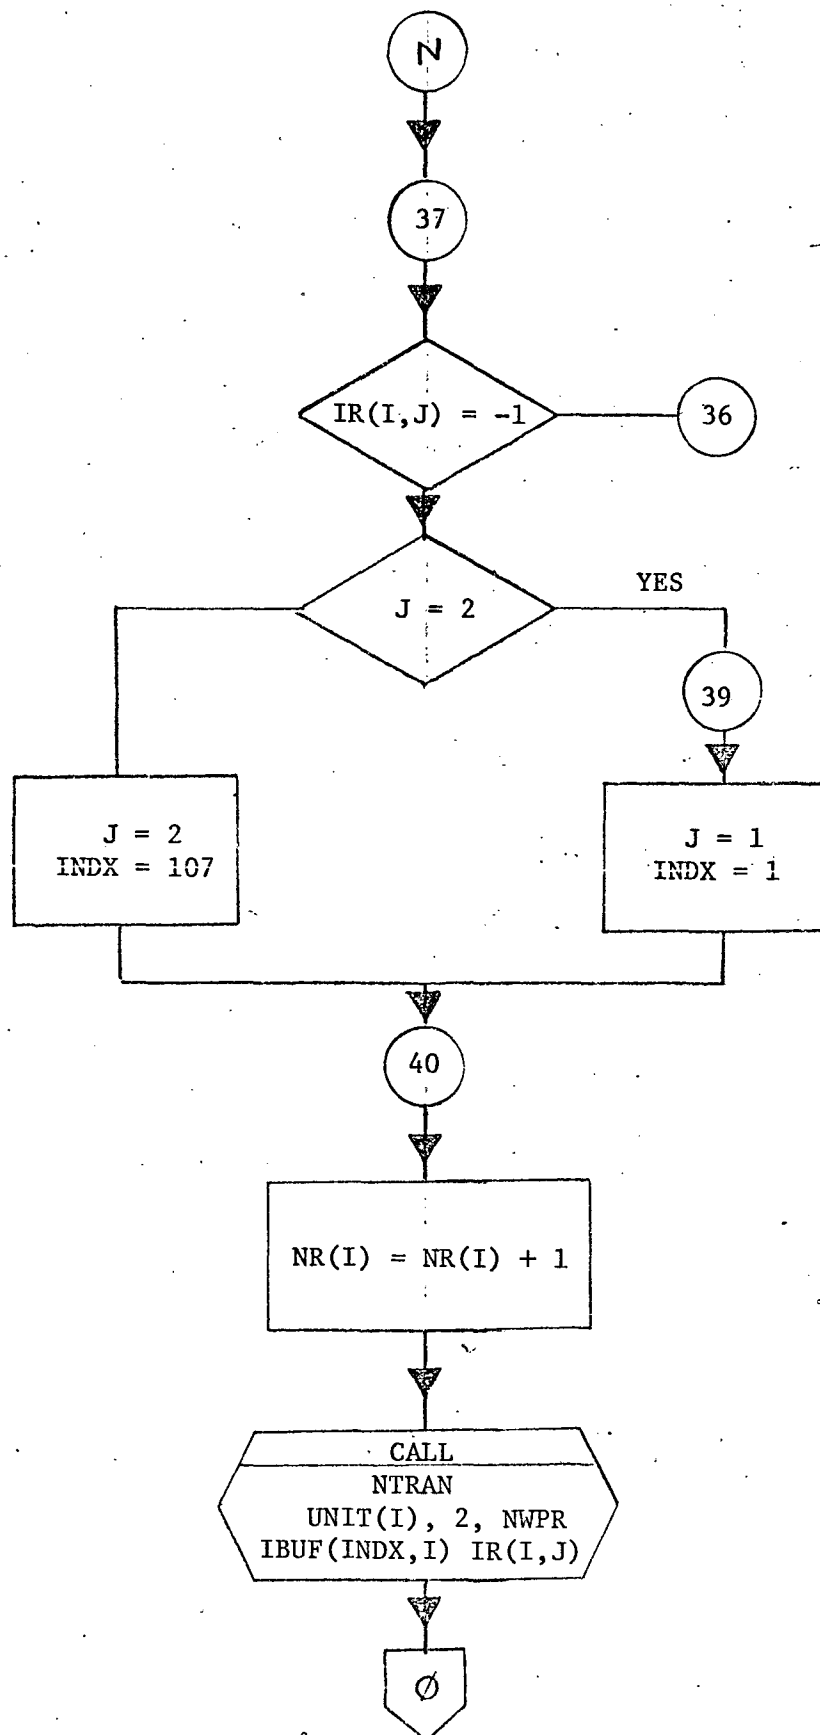 N
37
IR(I,J) = -1
36
J = 2
YES
39
J = 2
INDX = 107
J = 1
INDX = 1
40
NR(I) = NR(I) + 1
CALL
NTRAN
UNIT(I), 2, NWPR
IBUF(INDX,I) IR(I,J)
Ø